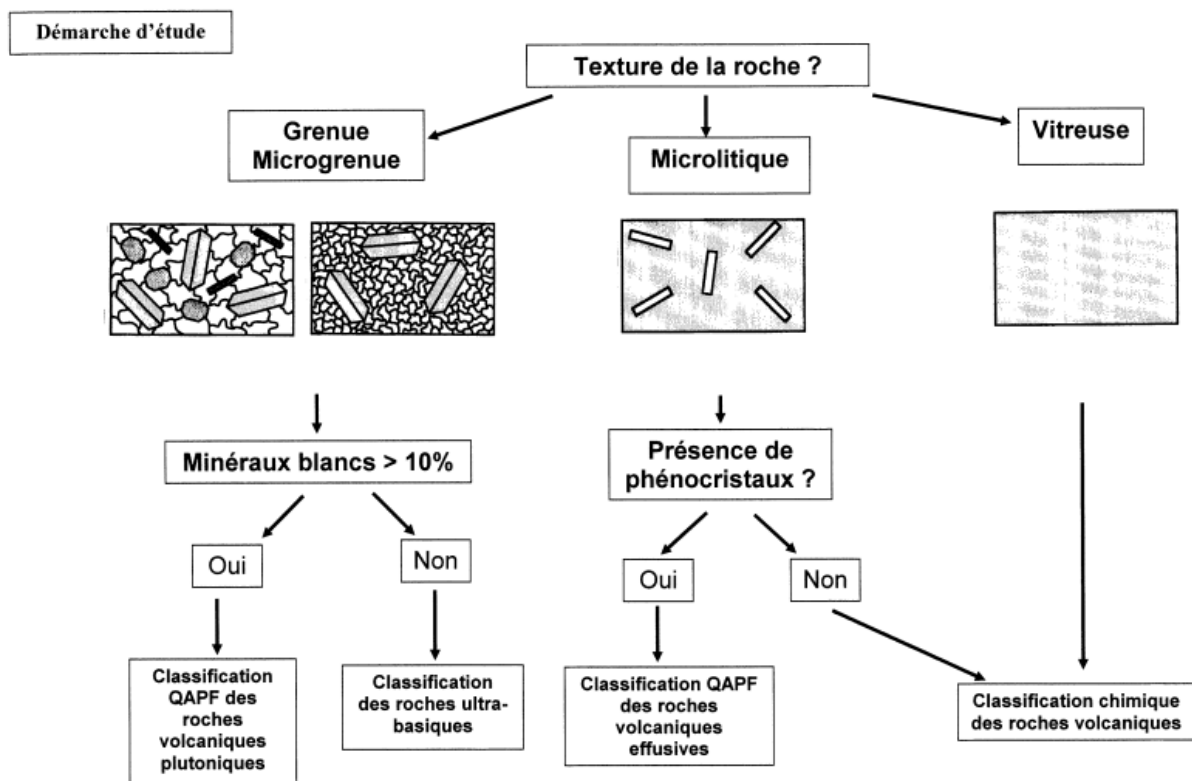 Démarche d'étude
Texture de la roche ?
Grenue
Microgrenue
Microlitique
Vitreuse
Minéraux blancs > 10%
Présence de
phénocristaux ?
Oui
Non
Oui
Non
Classification
QAPF des
roches
volcaniques
plutoniques
Classification
des roches ultra-
basiques
Classification QAPF
des roches
volcaniques
effusives
Classification chimique
des roches volcaniques